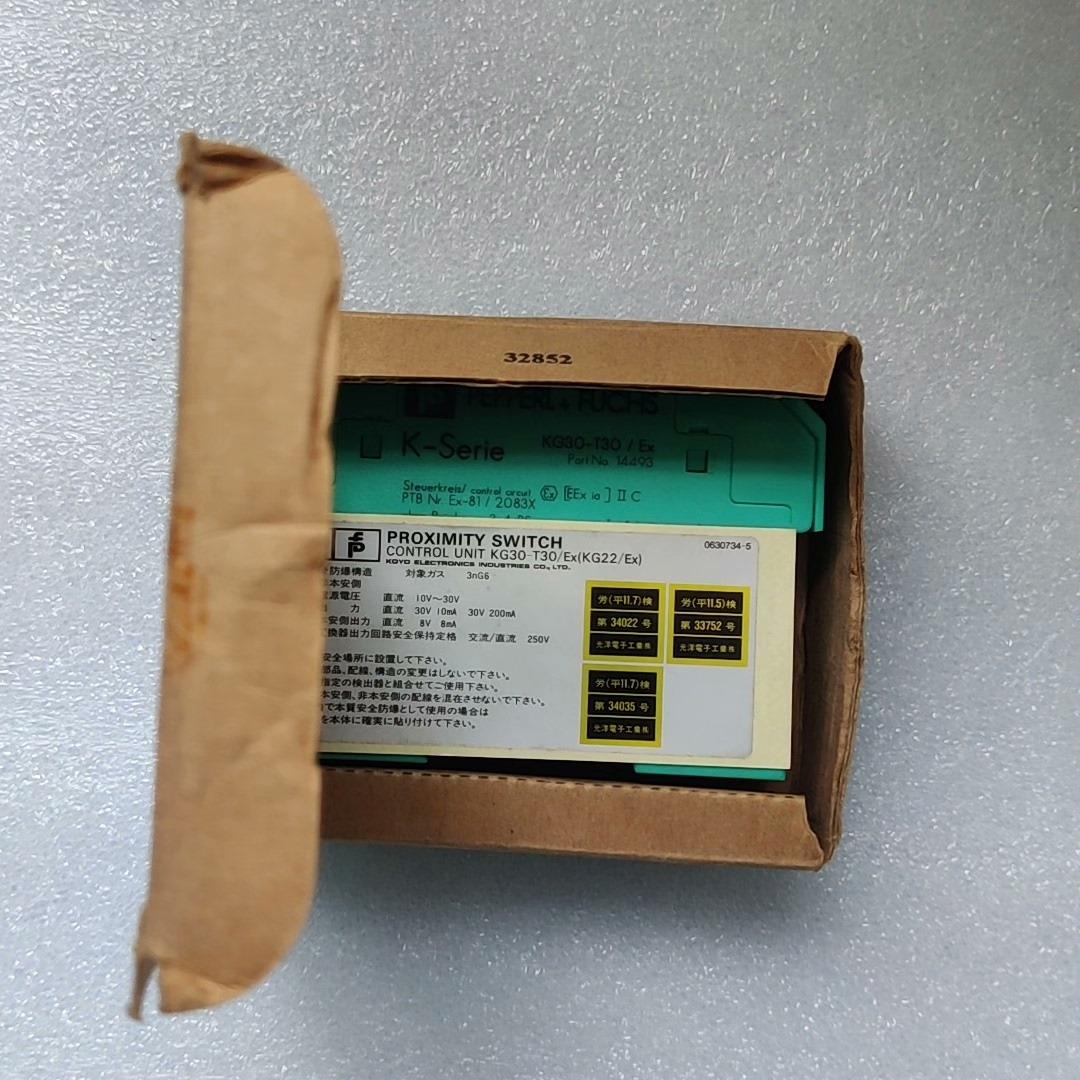 32852
PEPPERL + FUCHS
K-Serie
KG30-T30 / Ex
Part No. 14493
Steuerkreis/ control circuit Ex [EEx ia] II C
PTB Nr. Ex-81 / 2083X
PROXIMITY SWITCH
0630734-5
CONTROL UNIT KG30-T30/Ex(KG22/Ex)
KOYO ELECTRONICS INDUSTRIES CO., LTD.
防爆構造 対象ガス 3nG6
本安側
電圧 直流 10V～30V
力 直流 30V 10mA 30V 200mA
安側出力 直流 8V 8mA
換器出力回路安全保持定格 交流/直流 250V
安全場所に設置して下さい。
部品、配線、構造の変更はしないで下さい。
指定の検出器と組合せてご使用下さい。
本安側、非本安側の配線を混在させないで下さい。
で本質安全防爆として使用の場合は
を本体に確実に貼り付けて下さい。
労(平11.7)検
第 34022 号
光洋電子工業㈱
労(平11.5)検
第 33752 号
光洋電子工業㈱
労(平11.7)検
第 34035 号
光洋電子工業㈱